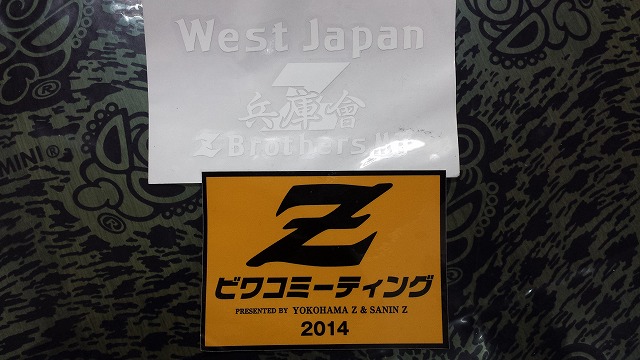 West Japan
Z
兵庫會
Z Brothers
MINI®
Z
ビワコミーティング
PRESENTED BY YOKOHAMA Z & SANIN Z
2014